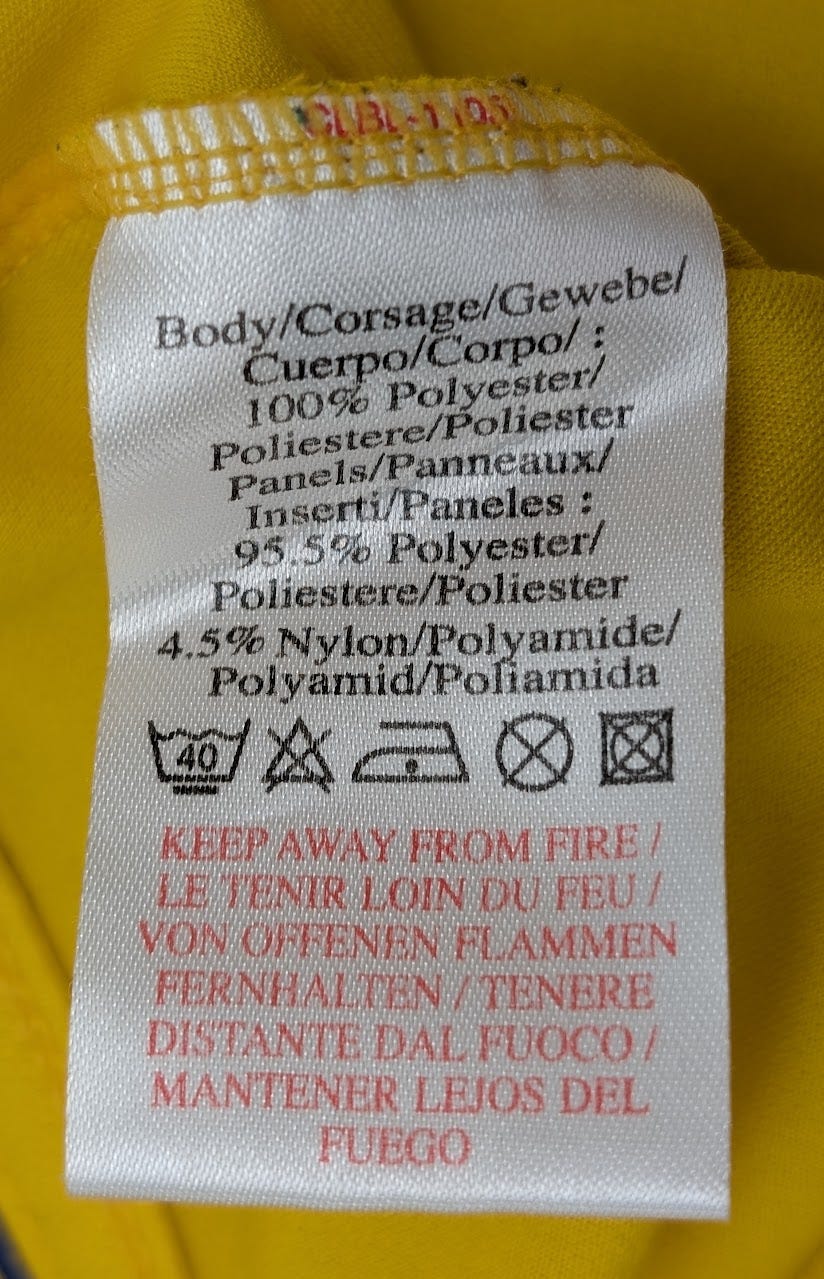 Body/Corsage/Gewebe/
Cuerpo/Corpo/ :
100% Polyester/
Poliestere/Poliester
Panels/Panneaux/
Inserti/Paneles :
95.5% Polyester/
Poliestere/Poliester
4.5% Nylon/Polyamide/
Polyamid/Poliamida
40
KEEP AWAY FROM FIRE /
LE TENIR LOIN DU FEU /
VON OFFENEN FLAMMEN
FERNHALTEN / TENERE
DISTANTE DAL FUOCO /
MANTENER LEJOS DEL
FUEGO